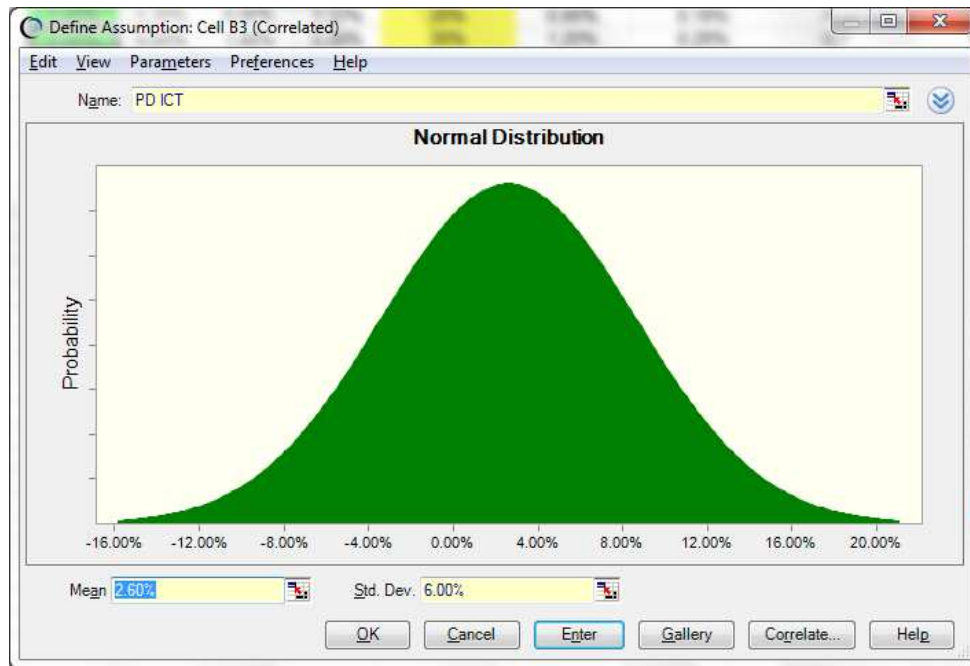 Define Assumption: Cell B3 (Correlated)
Edit View Parameters Preferences Help
Name: PD ICT
Normal Distribution
Probability
-16.00% -12.00% -8.00% -4.00% 0.00% 4.00% 8.00% 12.00% 16.00% 20.00%
Mean 2.60% Std. Dev. 6.00%
OK Cancel Enter Gallery Correlate... Help